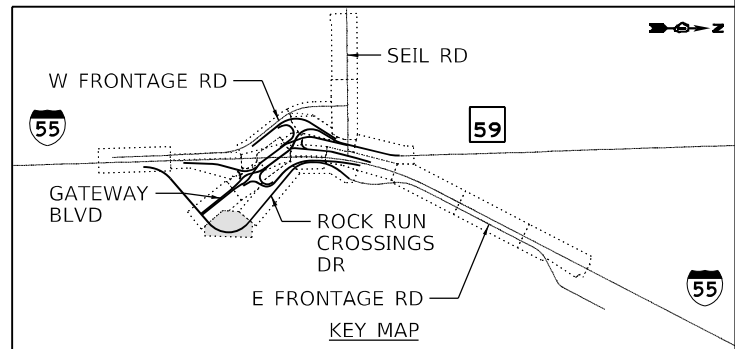 SEIL RD
W FRONTAGE RD
Z
55
59
GATEWAY
BLVD
ROCK RUN
CROSSINGS
DR
E FRONTAGE RD
55
KEY MAP